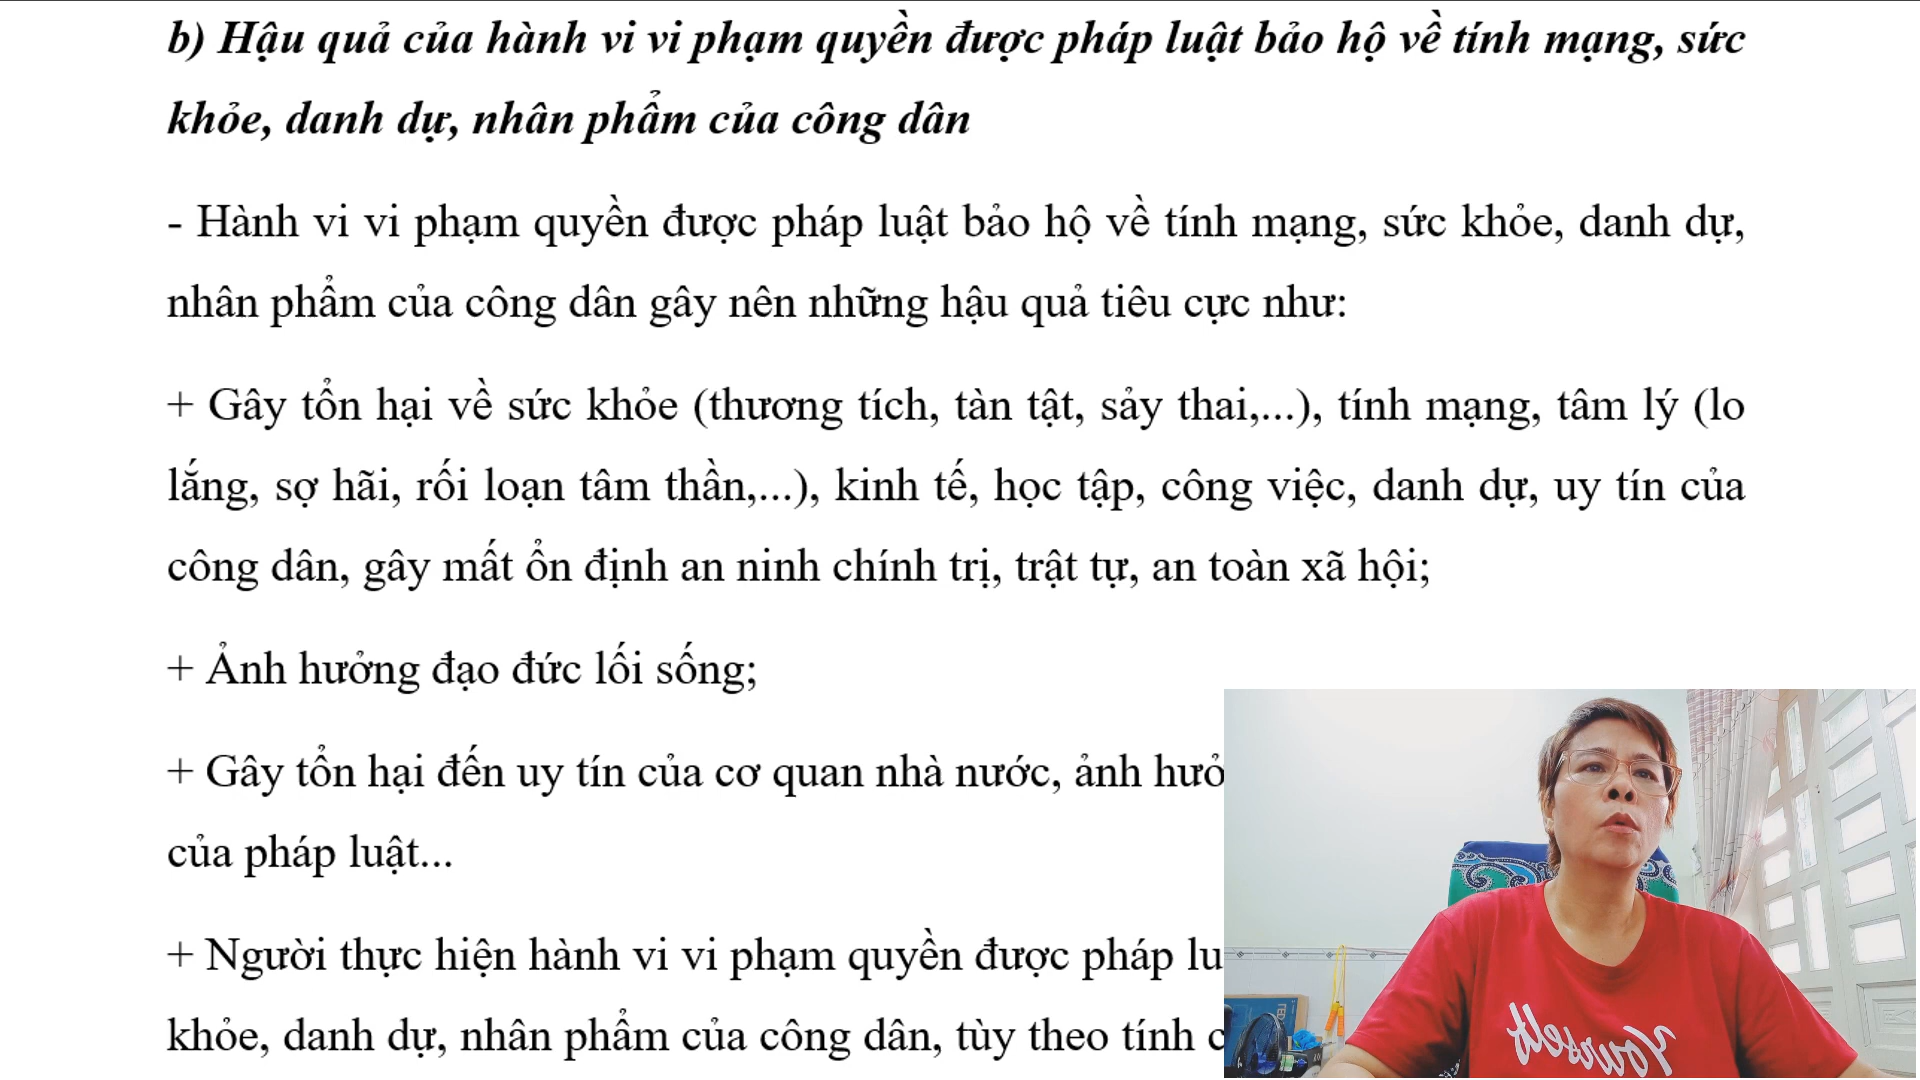 b) Hậu quả của hành vi vi phạm quyền được pháp luật bảo hộ về tính mạng, sức
khỏe, danh dự, nhân phẩm của công dân
- Hành vi vi phạm quyền được pháp luật bảo hộ về tính mạng, sức khỏe, danh dự,
nhân phẩm của công dân gây nên những hậu quả tiêu cực như:
+ Gây tổn hại về sức khỏe (thương tích, tàn tật, sảy thai,...), tính mạng, tâm lý (lo
lắng, sợ hãi, rối loạn tâm thần,...), kinh tế, học tập, công việc, danh dự, uy tín của
công dân, gây mất ổn định an ninh chính trị, trật tự, an toàn xã hội;
+ Ảnh hưởng đạo đức lối sống;
+ Gây tổn hại đến uy tín của cơ quan nhà nước, ảnh hưở
của pháp luật...
+ Người thực hiện hành vi vi phạm quyền được pháp lu
khỏe, danh dự, nhân phẩm của công dân, tùy theo tính c
Yourself